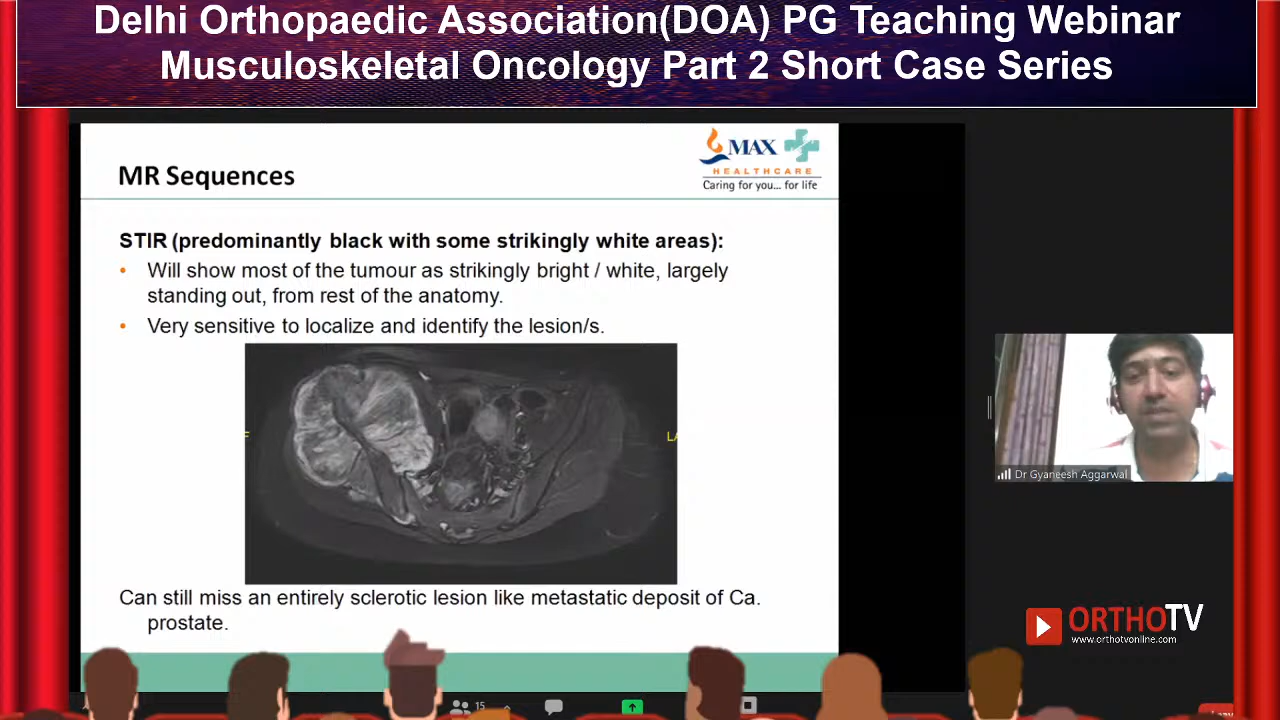 Delhi Orthopaedic Association(DOA) PG Teaching Webinar
Musculoskeletal Oncology Part 2 Short Case Series
MAX
HEALTHCARE
Caring for you... for life
MR Sequences
STIR (predominantly black with some strikingly white areas):
• Will show most of the tumour as strikingly bright / white, largely
standing out, from rest of the anatomy.
• Very sensitive to localize and identify the lesion/s.
F
LA
Can still miss an entirely sclerotic lesion like metastatic deposit of Ca.
prostate.
Dr Gyaneesh Aggarwal
ORTHOTV
www.orthotvonline.com
15